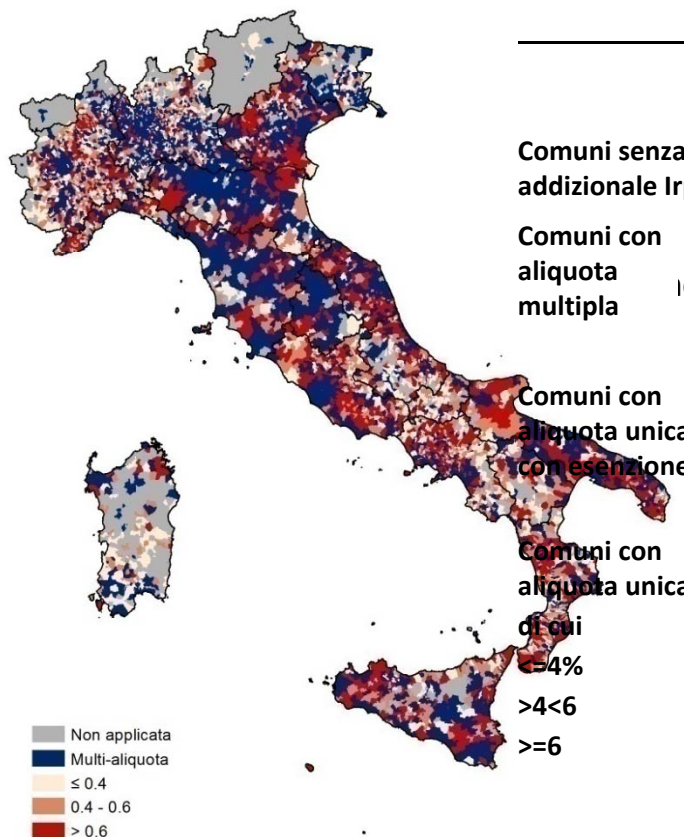 Comuni senza
addizionale
Comuni con
aliquota
multipla
Comuni con
aliquota unica
con esenzione
Comuni con
aliquota unica
di cui
<=4%
>4<6
>=6
Non applicata
Multi-aliquota
≤ 0.4
0.4 - 0.6
> 0.6